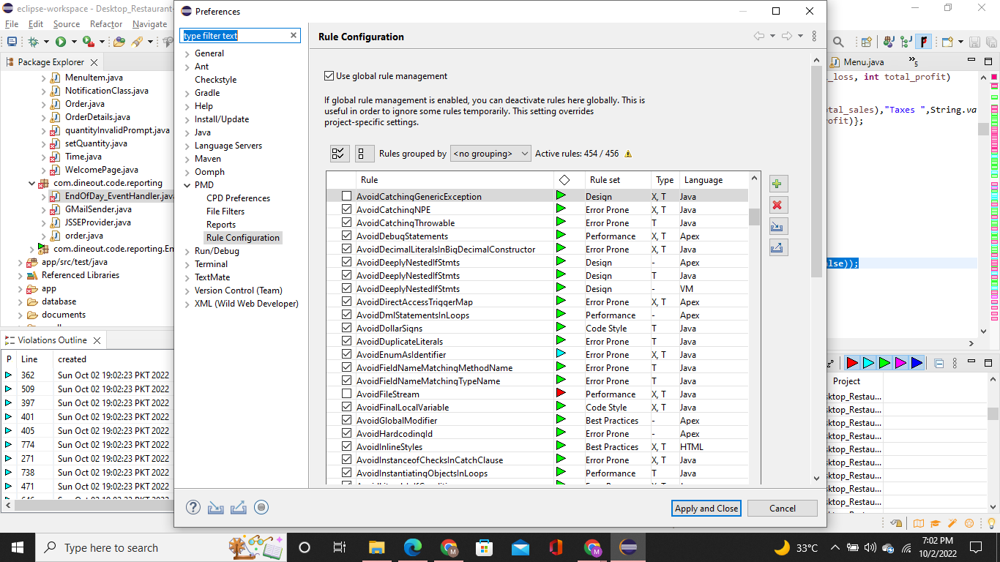 eclipse-workspace - Desktop_Restaurant-
File Edit Source Refactor Navigate
Package Explorer
MenuItem.java
NotificationClass.java
Order.java
OrderDetails.java
quantityInvalidPrompt.java
setQuantity.java
Time.java
WelcomePage.java
com.dineout.code.reporting
EndOfDay_EventHandler.java
GMailSender.java
JSSEProvider.java
order.java
com.dineout.code.reporting.En
app/src/test/java
Referenced Libraries
app
database
documents
Violations Outline
P Line created
362 Sun Oct 02 19:02:23 PKT 2022
509 Sun Oct 02 19:02:23 PKT 2022
397 Sun Oct 02 19:02:23 PKT 2022
401 Sun Oct 02 19:02:23 PKT 2022
405 Sun Oct 02 19:02:23 PKT 2022
774 Sun Oct 02 19:02:23 PKT 2022
271 Sun Oct 02 19:02:23 PKT 2022
738 Sun Oct 02 19:02:23 PKT 2022
471 Sun Oct 02 19:02:23 PKT 2022
Preferences
type filter text
General
Ant
Checkstyle
Gradle
Help
Install/Update
Java
Language Servers
Maven
Oomph
PMD
CPD Preferences
File Filters
Reports
Rule Configuration
Run/Debug
Terminal
TextMate
Version Control (Team)
XML (Wild Web Developer)
Rule Configuration
Use global rule management
If global rule management is enabled, you can deactivate rules here globally. This is
useful in order to ignore some rules temporarily. This setting overrides
project-specific settings.
Rules grouped by <no grouping> Active rules: 454 / 456
Rule Rule set Type Language
AvoidCatchingGenericException Design X, T Java
AvoidCatchingNPE Error Prone X, T Java
AvoidCatchingThrowable Error Prone T Java
AvoidDebugStatements Performance X, T Apex
AvoidDecimalLiteralsInBigDecimalConstructor Error Prone X, T Java
AvoidDeeplyNestedIfStmts Design - Apex
AvoidDeeplyNestedIfStmts Design T Java
AvoidDeeplyNestedIfStmts Design - VM
AvoidDirectAccessTriggerMap Error Prone X, T Apex
AvoidDmlStatementsInLoops Performance - Apex
AvoidDollarSigns Code Style T Java
AvoidDuplicateLiterals Error Prone T Java
AvoidEnumAsIdentifier Error Prone X, T Java
AvoidFieldNameMatchingMethodName Error Prone T Java
AvoidFieldNameMatchingTypeName Error Prone T Java
AvoidFileStream Performance X, T Java
AvoidFinalLocalVariable Code Style X, T Java
AvoidGlobalModifier Best Practices - Apex
AvoidHardcodingId Error Prone - Apex
AvoidInlineStyles Best Practices X, T HTML
AvoidInstanceofChecksInCatchClause Error Prone X, T Java
AvoidInstantiatingObjectsInLoops Performance T Java
Apply and Close Cancel
Menu.java
5
_loss, int total_profit)
tal_sales),"Taxes ",String.va
ofit)};
lse));
Project
sktop_Restau...
sktop_Restau...
sktop_Restau...
sktop_Restau...
sktop_Restau...
sktop_Restau...
sktop_Restau...
sktop_Restau...
sktop_Restau...
Type here to search
33°C
7:02 PM
10/2/2022